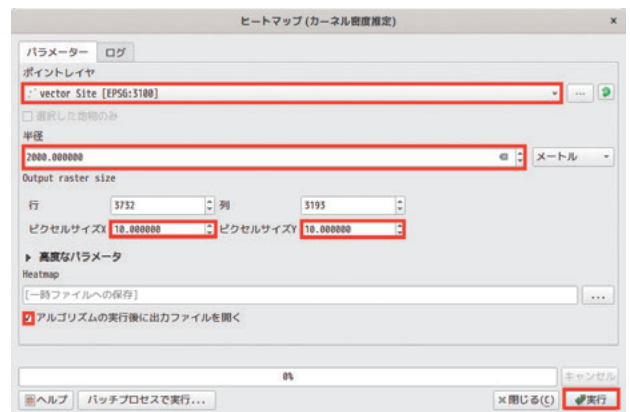 ヒートマップ (カーネル密度推定) ×
パラメーター ログ
ポイントレイヤ
vector Site [EPSG:3100] ...
選択した地物のみ
半径
2000.000000 メートル
Output raster size
行 3732 列 3193
ピクセルサイズX 10.000000 ピクセルサイズY 10.000000
高度なパラメータ
Heatmap
[一時ファイルへの保存] ...
アルゴリズムの実行後に出力ファイルを開く
0% キャンセル
ヘルプ バッチプロセスで実行... 閉じる(C) 実行